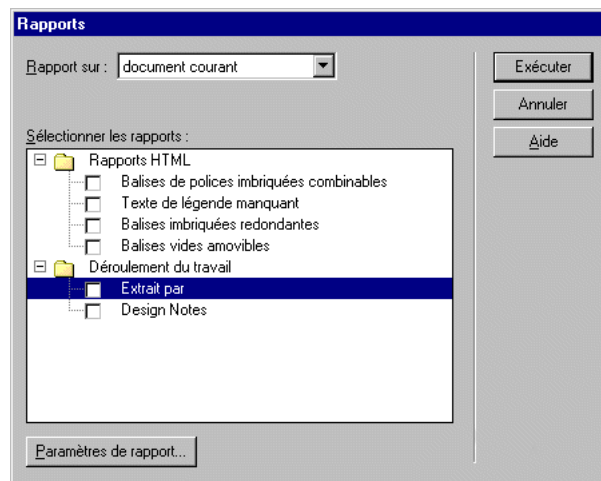 Rapports
Rapport sur : document courant
Exécuter
Annuler
Aide
Sélectionner les rapports :
Rapports HTML
Balises de polices imbriquées combinables
Texte de légende manquant
Balises imbriquées redondantes
Balises vides amovibles
Déroulement du travail
Extrait par
Design Notes
Paramètres de rapport...